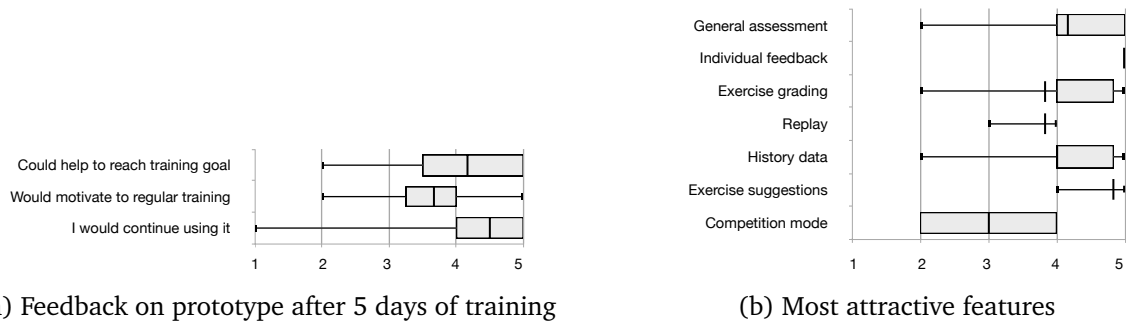 Could help to reach training goal
Would motivate to regular training
I would continue using it
1 2 3 4 5
) Feedback on prototype after 5 days of training
General assessment
Individual feedback
Exercise grading
Replay
History data
Exercise suggestions
Competition mode
1 2 3 4 5
(b) Most attractive features